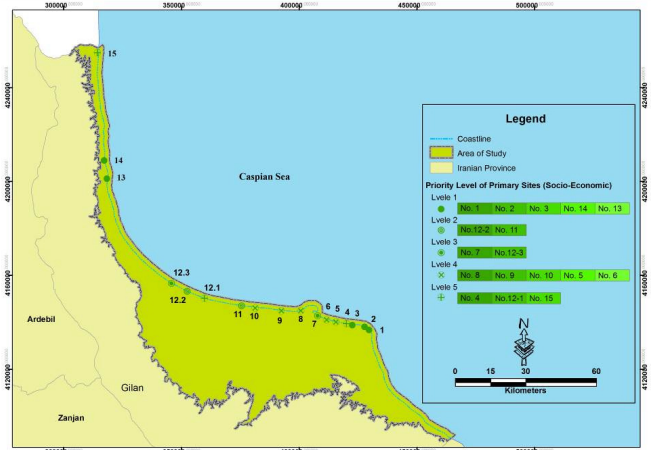 300000 350000 400000 450000 500000
15
4240000
Legend
Coastline
Area of Study
Iranian Province
14
13
Caspian Sea
4200000
Priority Level of Primary Sites (Socio-Economic)
Lvele 1
No. 1 No. 2 No. 3 No. 14 No. 13
Lvele 2
No.12-2 No. 11
Lvele 3
No. 7 No.12-3
Lvele 4
No. 8 No. 9 No. 10 No. 5 No. 6
Lvele 5
No. 4 No.12-1 No. 15
4160000
12.3
12.2
12.1
11 10 9 8 7 6 5 4 3 2 1
N
0 15 30 60
Kilometers
Ardebil
Gilan
Zanjan
4120000